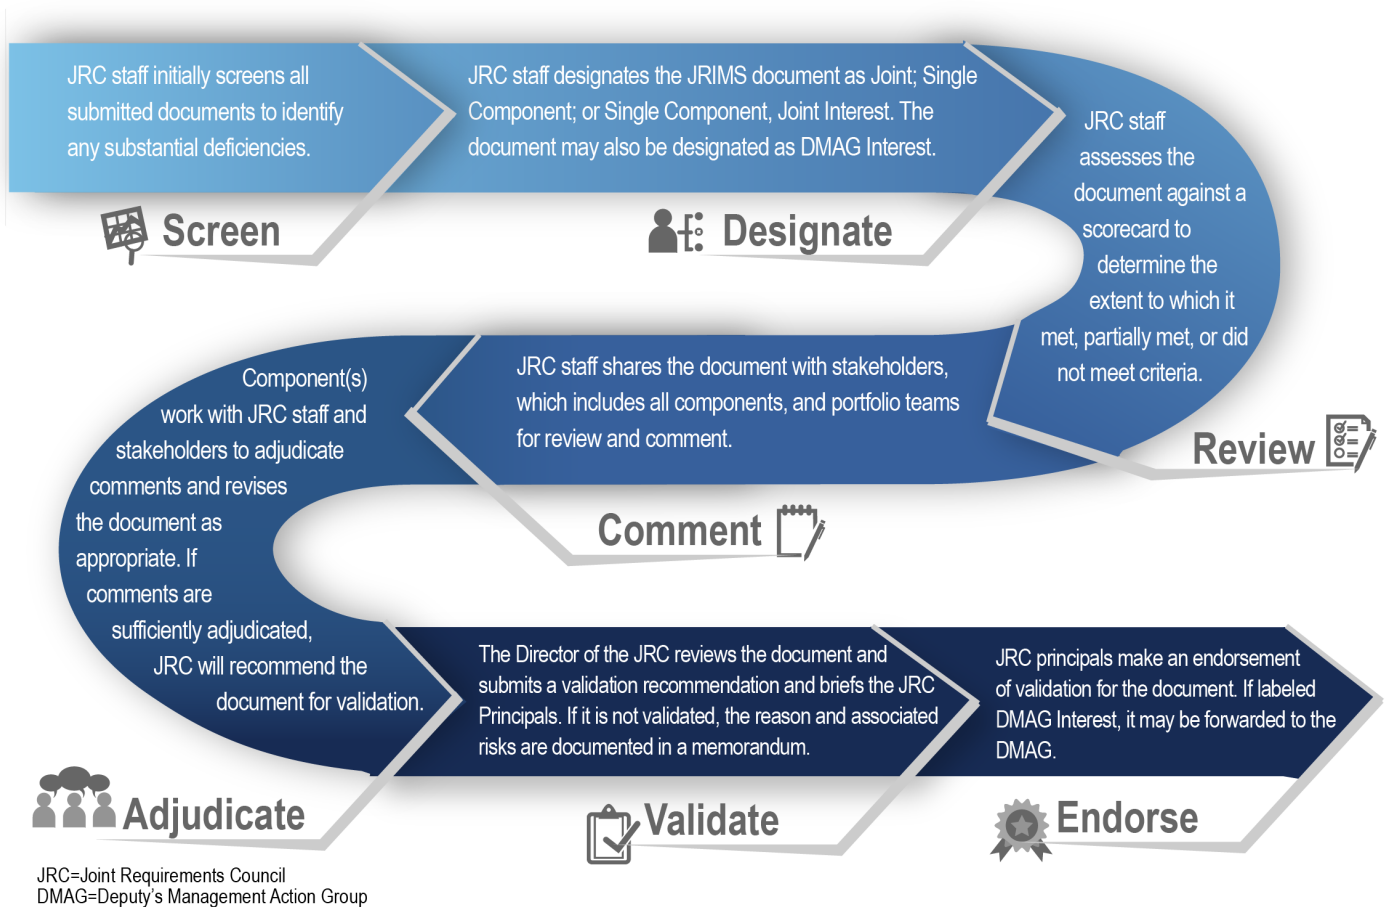 JRC staff initially screens all
submitted documents to identify
any substantial deficiencies.
Screen
JRC staff designates the JRIMS document as Joint; Single
Component; or Single Component, Joint Interest. The
document may also be designated as DMAG Interest.
Designate
JRC staff
assesses the
document against a
scorecard to
determine the
extent to which it
met, partially met, or did
not meet criteria.
Review
JRC staff shares the document with stakeholders,
which includes all components, and portfolio teams
for review and comment.
Comment
Component(s)
work with JRC staff and
stakeholders to adjudicate
comments and revises
the document as
appropriate. If
comments are
sufficiently adjudicated,
JRC will recommend the
document for validation.
Adjudicate
The Director of the JRC reviews the document and
submits a validation recommendation and briefs the JRC
Principals. If it is not validated, the reason and associated
risks are documented in a memorandum.
Validate
JRC principals make an endorsement
of validation for the document. If labeled
DMAG Interest, it may be forwarded to the
DMAG.
Endorse
JRC=Joint Requirements Council
DMAG=Deputy's Management Action Group